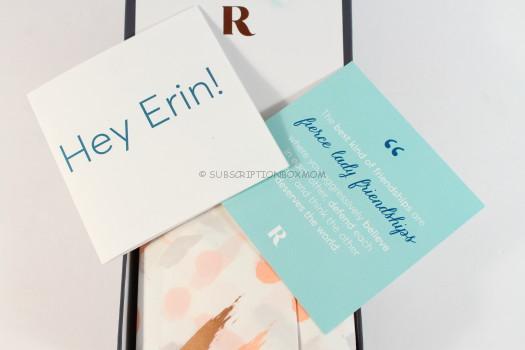 R
Hey Erin!
© SUBSCRIPTIONBOXMOM
“
The best kind of friendships are
fierce lady friendships
where you aggressively believe
in each other, defend each
and think the other
deserves the world.
R